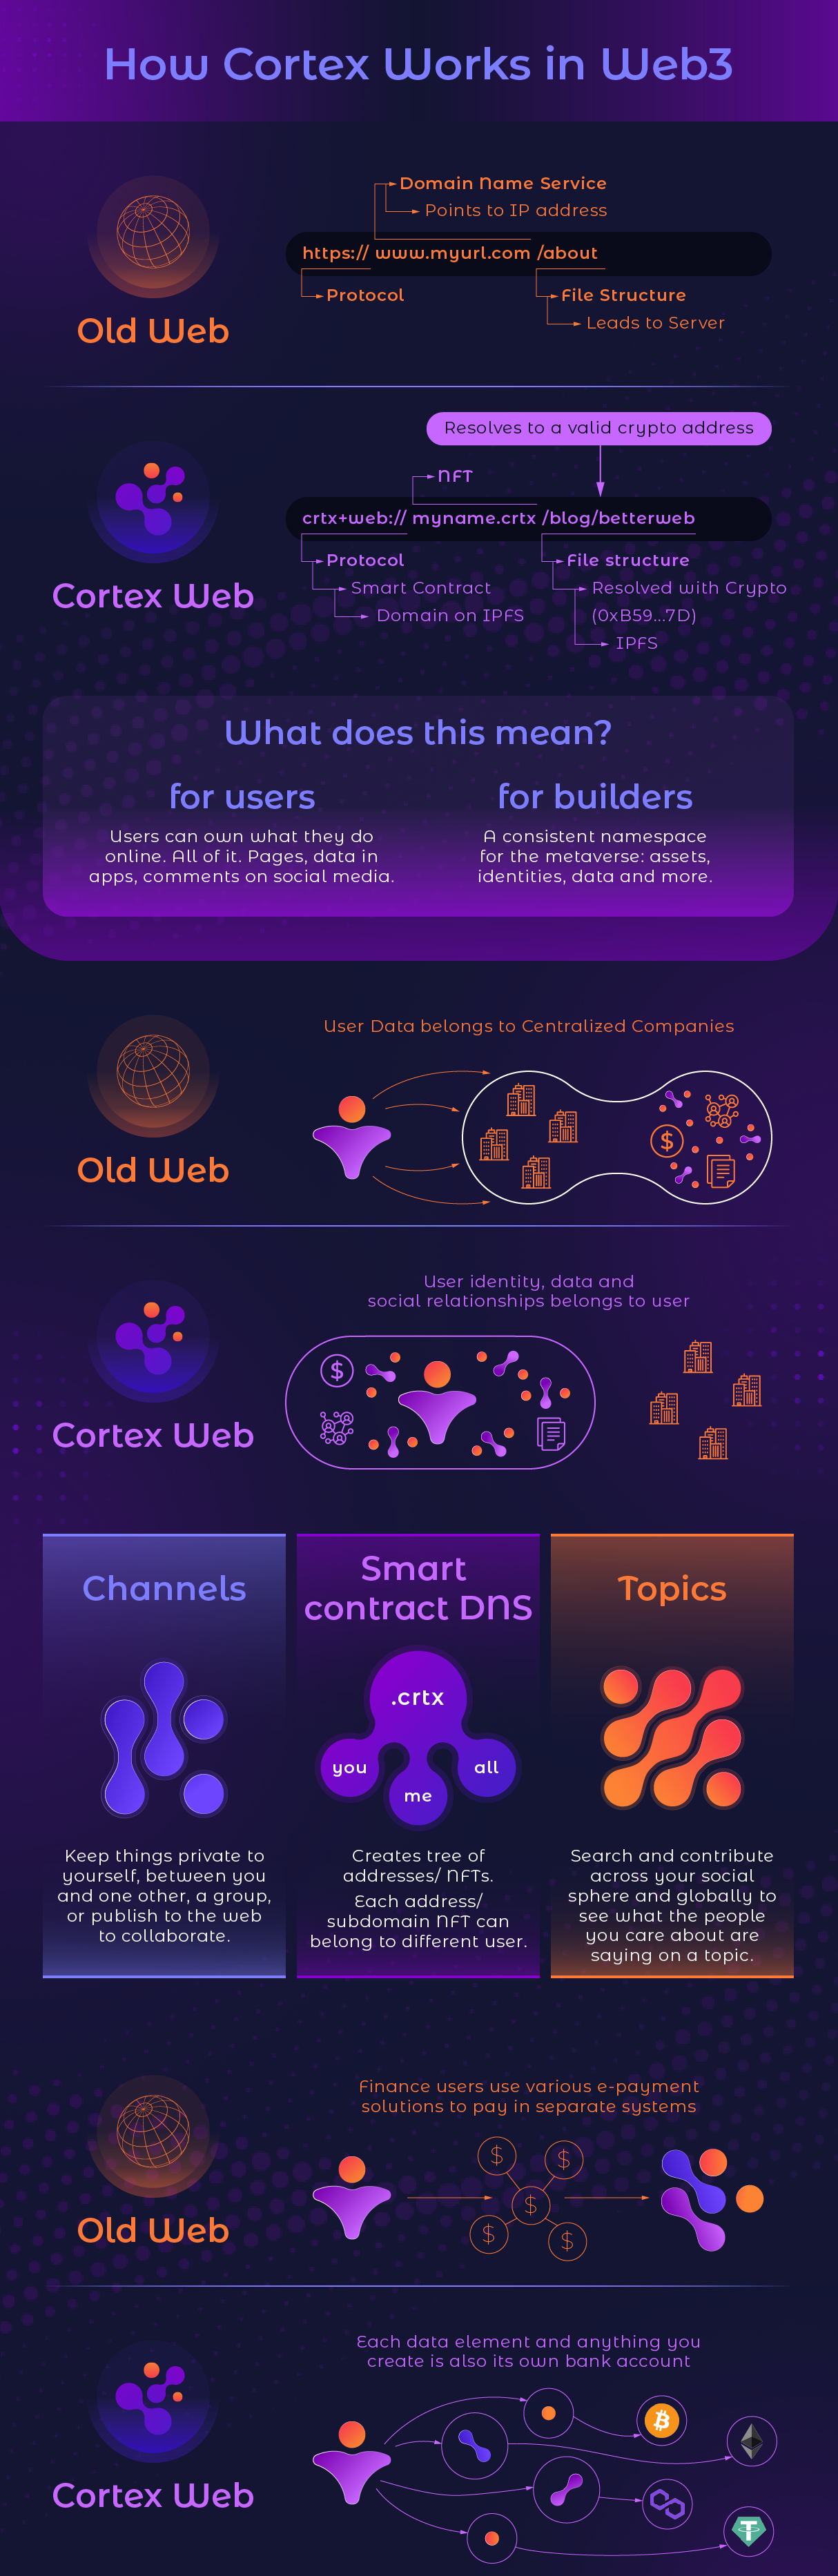 How Cortex Works in Web3
Domain Name Service
Points to IP address
https:// www.myurl.com /about
Protocol
File Structure
Leads to Server
Old Web
Resolves to a valid crypto address
NFT
crtx+web:// myname.crtx /blog/betterweb
Protocol
File structure
Smart Contract
Resolved with Crypto
Domain on IPFS
(0xB59...7D)
IPFS
Cortex Web
What does this mean?
for users
Users can own what they do
online. All of it. Pages, data in
apps, comments on social media.
for builders
A consistent namespace
for the metaverse: assets,
identities, data and more.
User Data belongs to Centralized Companies
$
Old Web
User identity, data and
social relationships belongs to user
$
Cortex Web
Channels
Keep things private to
yourself, between you
and one other, a group,
or publish to the web
to collaborate.
Smart
contract DNS
.crtx
you
me
all
Creates tree of
addresses/ NFTs.
Each address/
subdomain NFT can
belong to different user.
Topics
Search and contribute
across your social
sphere and globally to
see what the people
you care about are
saying on a topic.
Finance users use various e-payment
solutions to pay in separate systems
$ $
$
$ $
Old Web
Each data element and anything you
create is also its own bank account
Cortex Web